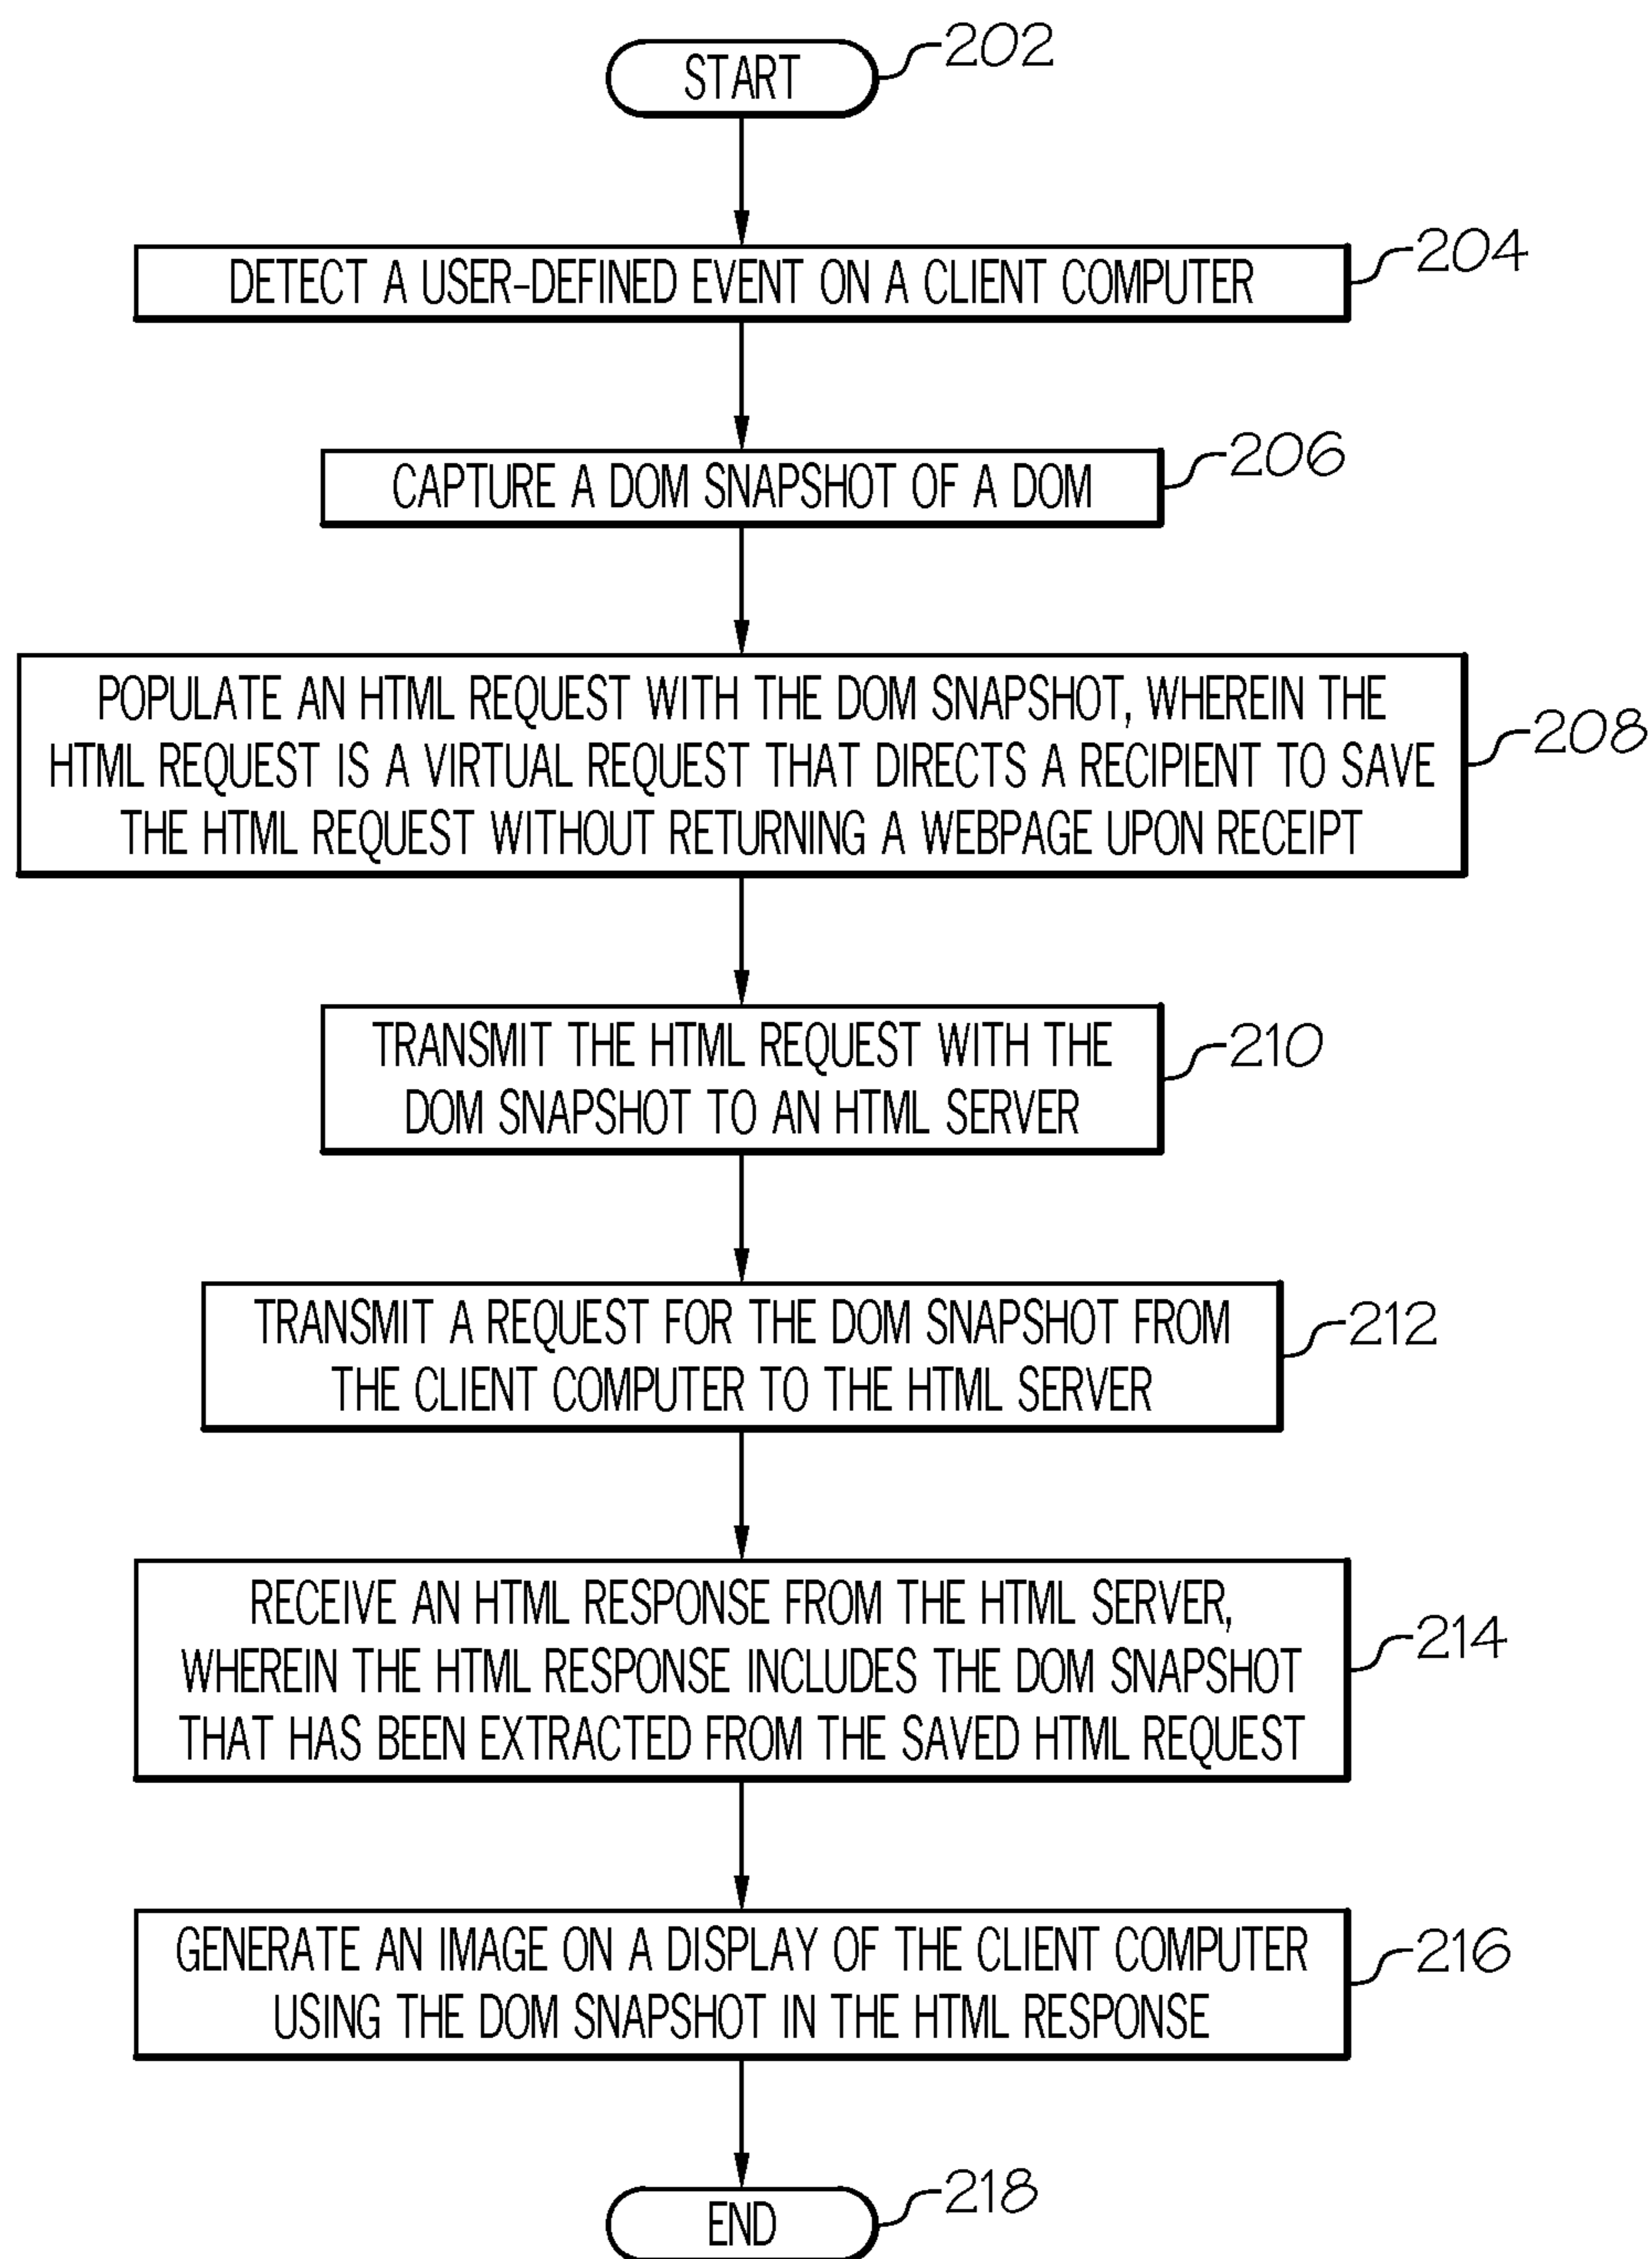 START
202
DETECT A USER-DEFINED EVENT ON A CLIENT COMPUTER
204
CAPTURE A DOM SNAPSHOT OF A DOM
206
POPULATE AN HTML REQUEST WITH THE DOM SNAPSHOT, WHEREIN THE
HTML REQUEST IS A VIRTUAL REQUEST THAT DIRECTS A RECIPIENT TO SAVE
THE HTML REQUEST WITHOUT RETURNING A WEBPAGE UPON RECEIPT
208
TRANSMIT THE HTML REQUEST WITH THE
DOM SNAPSHOT TO AN HTML SERVER
210
TRANSMIT A REQUEST FOR THE DOM SNAPSHOT FROM
THE CLIENT COMPUTER TO THE HTML SERVER
212
RECEIVE AN HTML RESPONSE FROM THE HTML SERVER,
WHEREIN THE HTML RESPONSE INCLUDES THE DOM SNAPSHOT
THAT HAS BEEN EXTRACTED FROM THE SAVED HTML REQUEST
214
GENERATE AN IMAGE ON A DISPLAY OF THE CLIENT COMPUTER
USING THE DOM SNAPSHOT IN THE HTML RESPONSE
216
END
218